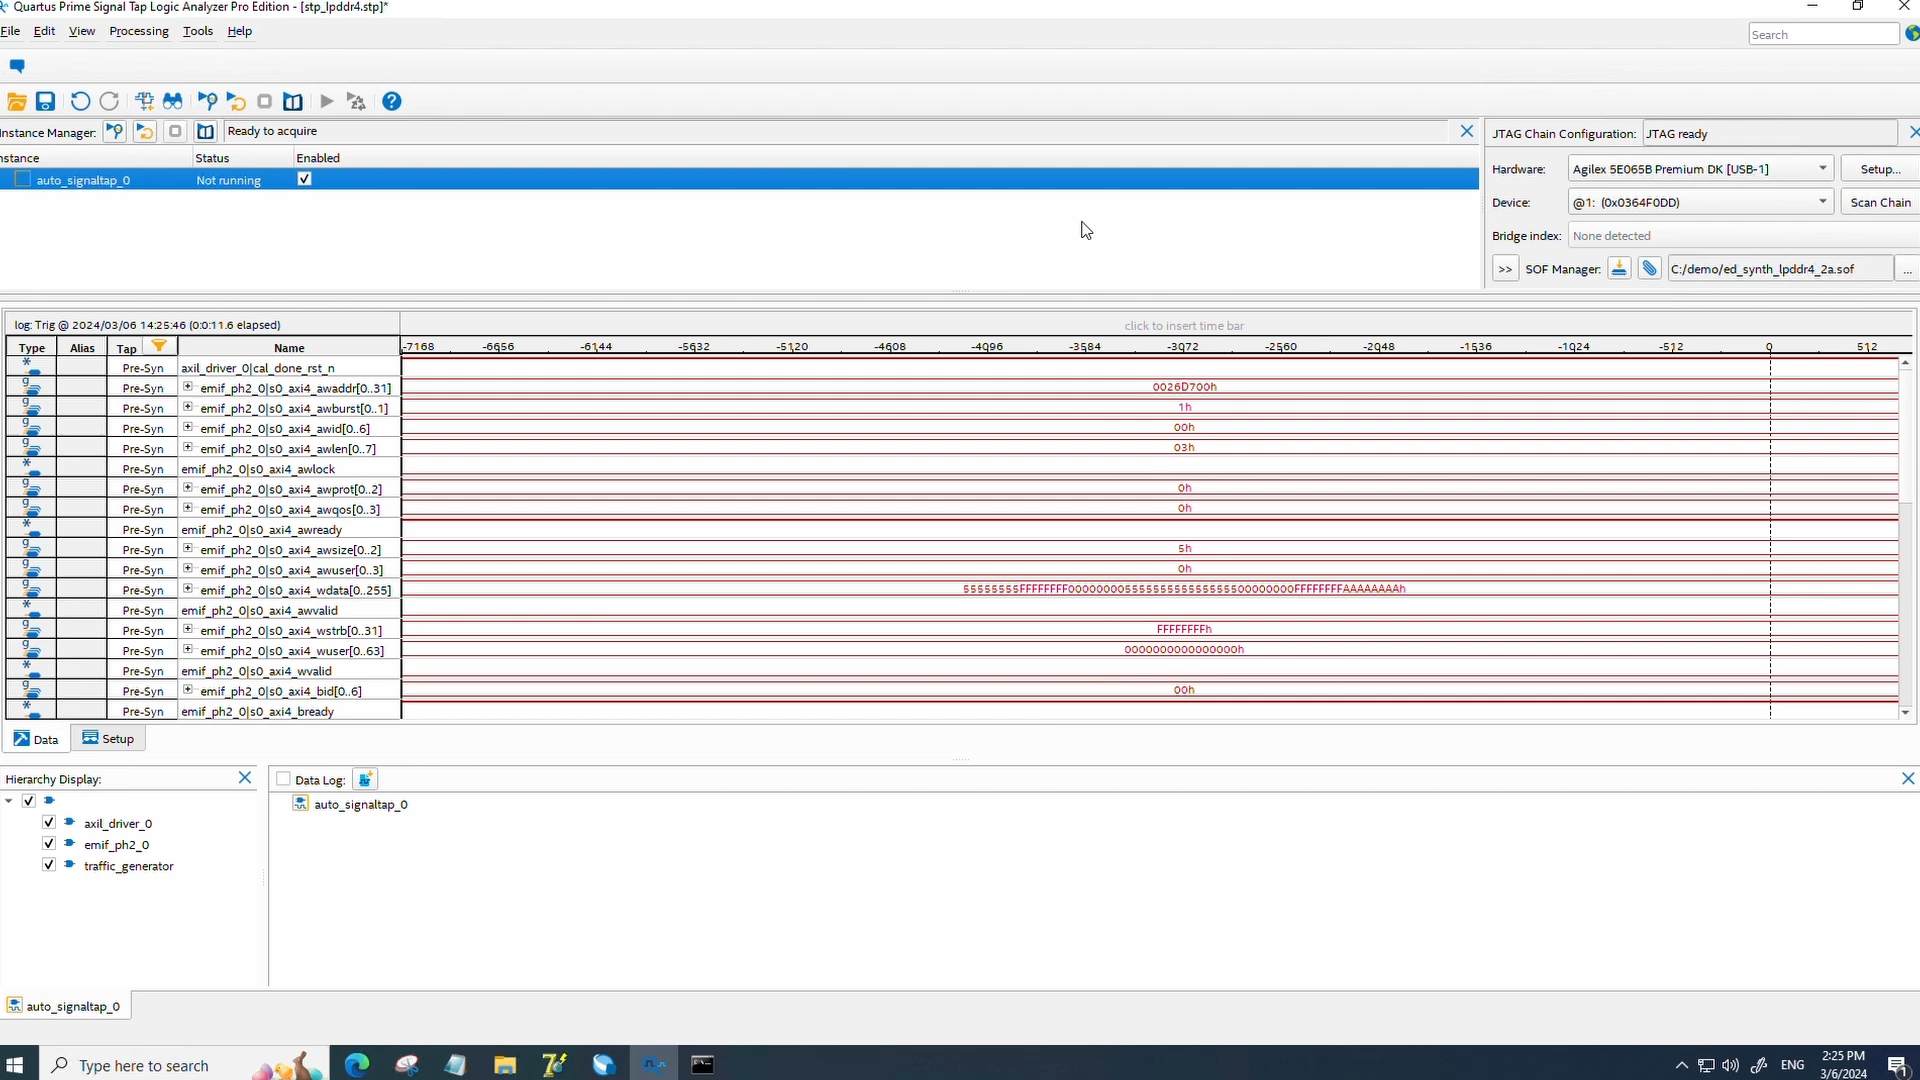 Quartus Prime Signal Tap Logic Analyzer Pro Edition - [stp_lpddr4.stp]*
File Edit View Processing Tools Help
Search
Instance Manager: Ready to acquire
JTAG Chain Configuration: JTAG ready
nstance Status Enabled
auto_signaltap_0 Not running
Hardware: Agilex 5E065B Premium DK [USB-1] Setup...
Device: @1: (0x0364F0DD) Scan Chain
Bridge index: None detected
>> SOF Manager: C:/demo/ed_synth_lpddr4_2a.sof ...
log: Trig @ 2024/03/06 14:25:46 (0:0:11.6 elapsed) click to insert time bar
Type Alias Tap Name -7168 -6656 -6144 -5632 -5120 -4608 -4096 -3584 -3072 -2560 -2048 -1536 -1024 -512 0 512
Pre-Syn axil_driver_0|cal_done_rst_n
Pre-Syn emif_ph2_0|s0_axi4_awaddr[0..31] 0026D700h
Pre-Syn emif_ph2_0|s0_axi4_awburst[0..1] 1h
Pre-Syn emif_ph2_0|s0_axi4_awid[0..6] 00h
Pre-Syn emif_ph2_0|s0_axi4_awlen[0..7] 03h
Pre-Syn emif_ph2_0|s0_axi4_awlock
Pre-Syn emif_ph2_0|s0_axi4_awprot[0..2] 0h
Pre-Syn emif_ph2_0|s0_axi4_awqos[0..3] 0h
Pre-Syn emif_ph2_0|s0_axi4_awready
Pre-Syn emif_ph2_0|s0_axi4_awsize[0..2] 5h
Pre-Syn emif_ph2_0|s0_axi4_awuser[0..3] 0h
Pre-Syn emif_ph2_0|s0_axi4_wdata[0..255] 55555555FFFFFFFF00000000555555555555555500000000FFFFFFFFAAAAAAAAh
Pre-Syn emif_ph2_0|s0_axi4_awvalid
Pre-Syn emif_ph2_0|s0_axi4_wstrb[0..31] FFFFFFFFh
Pre-Syn emif_ph2_0|s0_axi4_wuser[0..63] 0000000000000000h
Pre-Syn emif_ph2_0|s0_axi4_wvalid
Pre-Syn emif_ph2_0|s0_axi4_bid[0..6] 00h
Pre-Syn emif_ph2_0|s0_axi4_bready
Data Setup
Hierarchy Display:
axil_driver_0
emif_ph2_0
traffic_generator
Data Log:
auto_signaltap_0
auto_signaltap_0
Type here to search
ENG
2:25 PM
3/6/2024
1